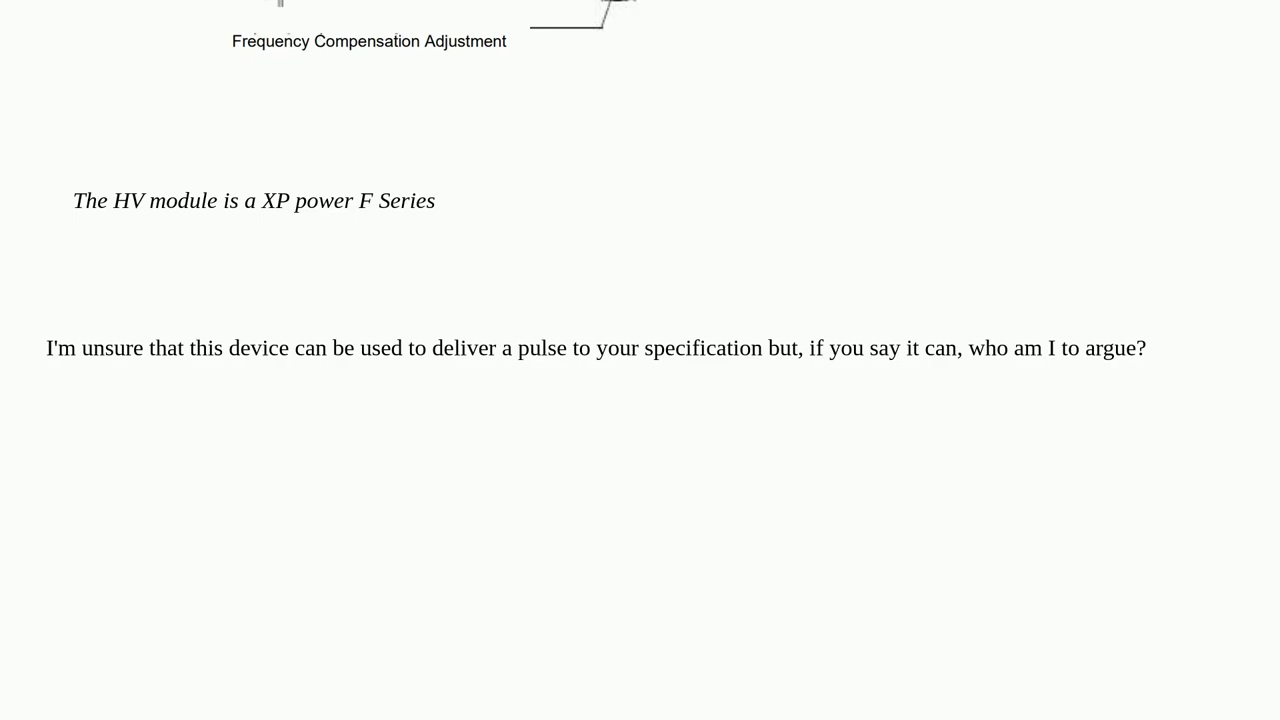 Frequency Compensation Adjustment
The HV module is a XP power F Series
I'm unsure that this device can be used to deliver a pulse to your specification but, if you say it can, who am I to argue?